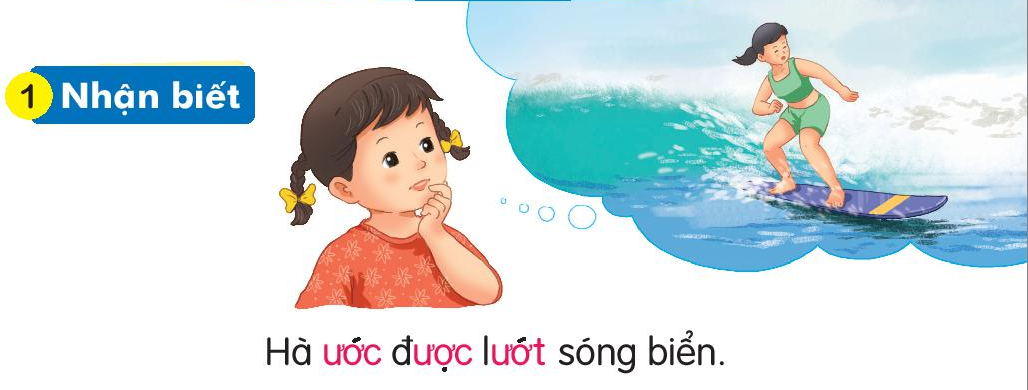 1 Nhận biết
Hà ước được lướt sóng biển.